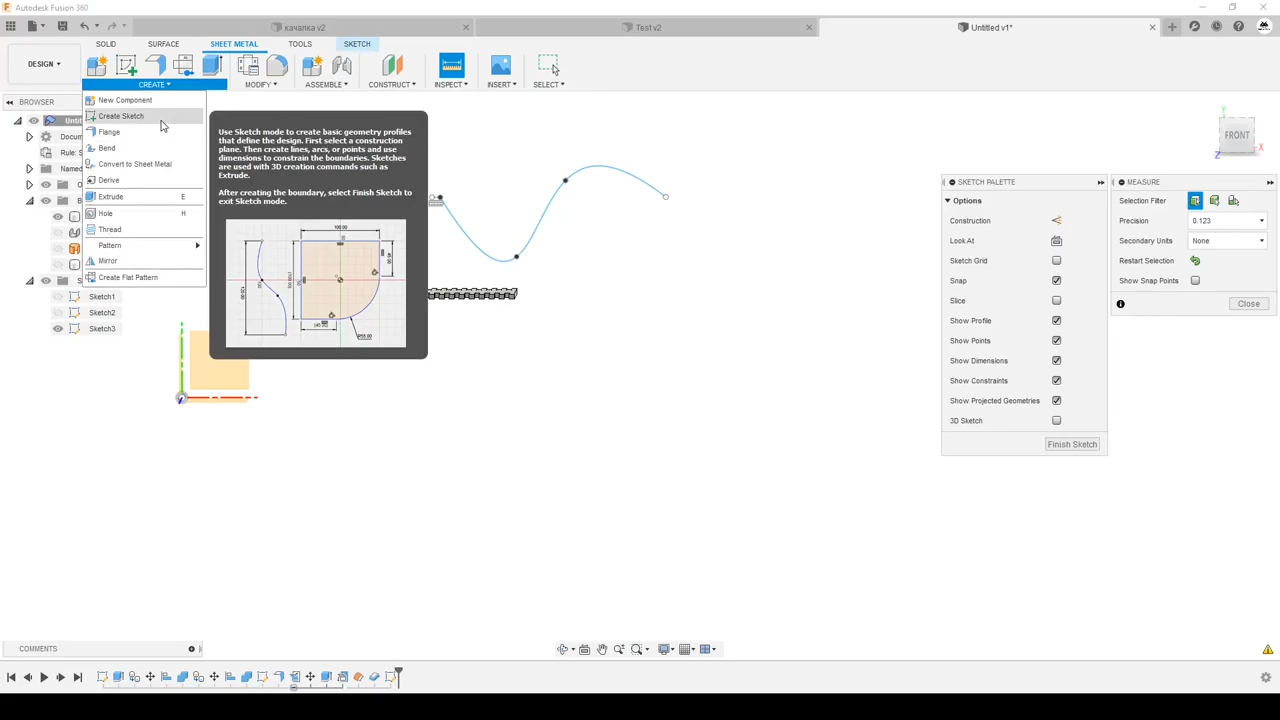 Autodesk Fusion 360
качапка v2
Test v2
Untitled v1*
DESIGN
SOLID
SURFACE
SHEET METAL
TOOLS
SKETCH
CREATE
MODIFY
ASSEMBLE
CONSTRUCT
INSPECT
INSERT
SELECT
BROWSER
New Component
Create Sketch
Flange
Bend
Convert to Sheet Metal
Derive
Extrude E
Hole H
Thread
Pattern
Mirror
Create Flat Pattern
Docum
Rule: S
Named
Sketch1
Sketch2
Sketch3
Use Sketch mode to create basic geometry profiles
that define the design. First select a construction
plane. Then create lines, arcs, or points and use
dimensions to constrain the boundaries. Sketches
are used with 3D creation commands such as
Extrude.
After creating the boundary, select Finish Sketch to
exit Sketch mode.
100.00
FRONT
Y
X
Z
SKETCH PALETTE
Options
Construction
Look At
Sketch Grid
Snap
Slice
Show Profile
Show Points
Show Dimensions
Show Constraints
Show Projected Geometries
3D Sketch
Finish Sketch
MEASURE
Selection Filter
Precision 0.123
Secondary Units None
Restart Selection
Show Snap Points
Close
COMMENTS